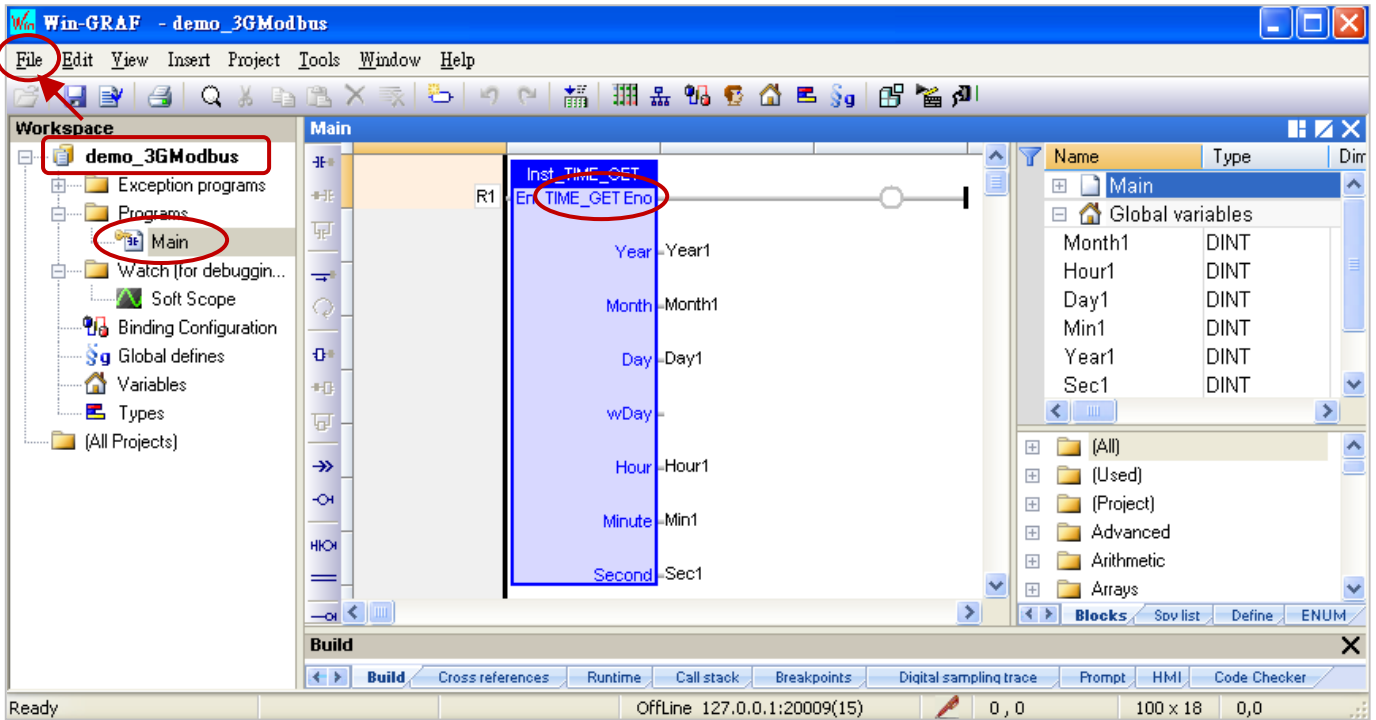 Win-GRAF - demo_3GModbus
File Edit View Insert Project Tools Window Help
Workspace
demo_3GModbus
Exception programs
Programs
Main
Watch (for debuggin...
Soft Scope
Binding Configuration
Global defines
Variables
Types
(All Projects)
Main
R1
Inst_TIME_GET
En TIME_GET Eno
Year Year1
Month Month1
Day Day1
wDay
Hour Hour1
Minute Min1
Second Sec1
Name Type Dim
Main
Global variables
Month1 DINT
Hour1 DINT
Day1 DINT
Min1 DINT
Year1 DINT
Sec1 DINT
(All)
(Used)
(Project)
Advanced
Arithmetic
Arrays
Blocks Spy list Define ENUM
Build
Build Cross references Runtime Call stack Breakpoints Digital sampling trace Prompt HMI Code Checker
Ready OffLine 127.0.0.1:20009(15) 0 , 0 100 x 18 0,0